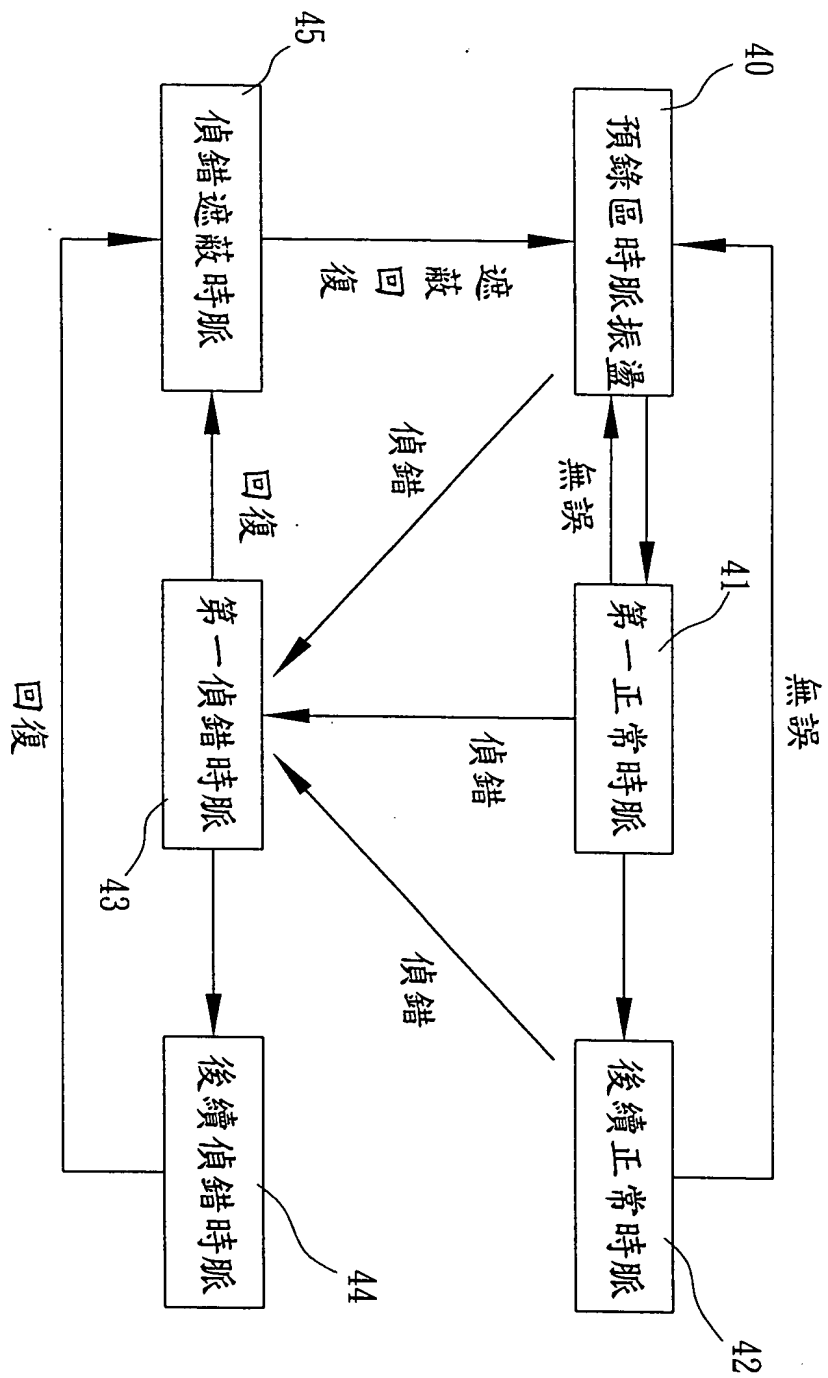 40
預錄區時脈振盪
無誤
41
第一正常時脈
無誤
後續正常時脈
42
遮蔽回復
偵錯
偵錯
偵錯
45
偵錯遮蔽時脈
回復
第一偵錯時脈
43
後續偵錯時脈
44
回復